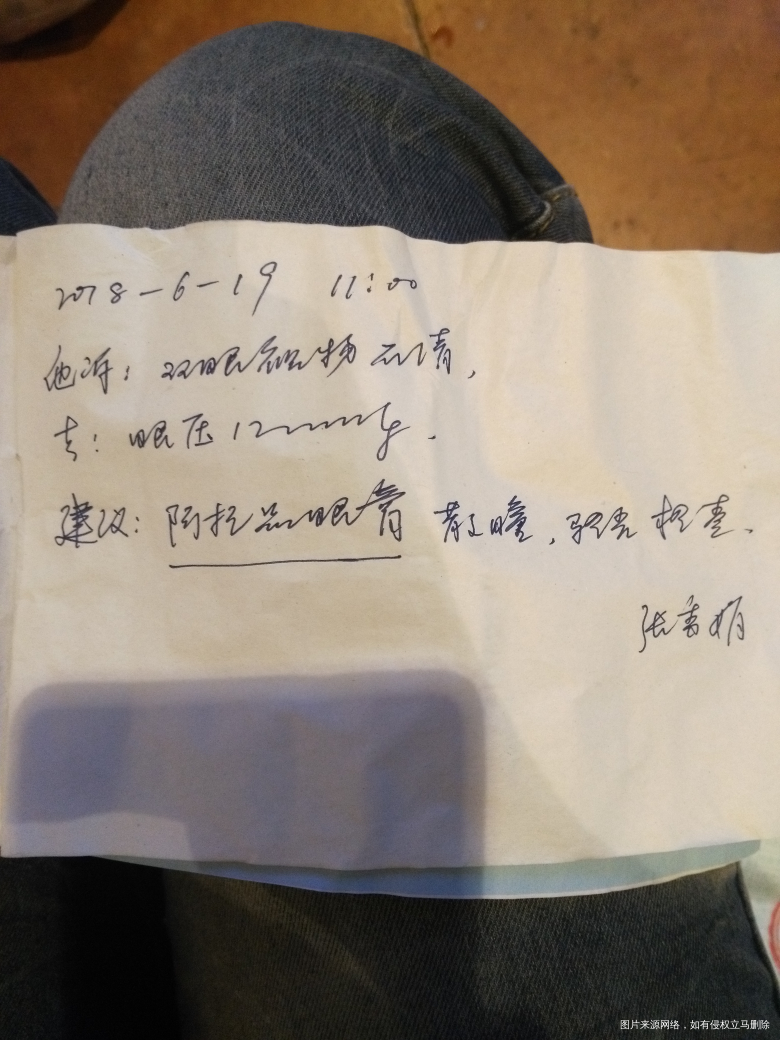 2018-6-19 11:00
他诉：双眼视物不清，
去：眼压12mmHg.
建议：阿托品眼膏 散瞳，验光检查.
张香娟
图片来源网络，如有侵权立马删除